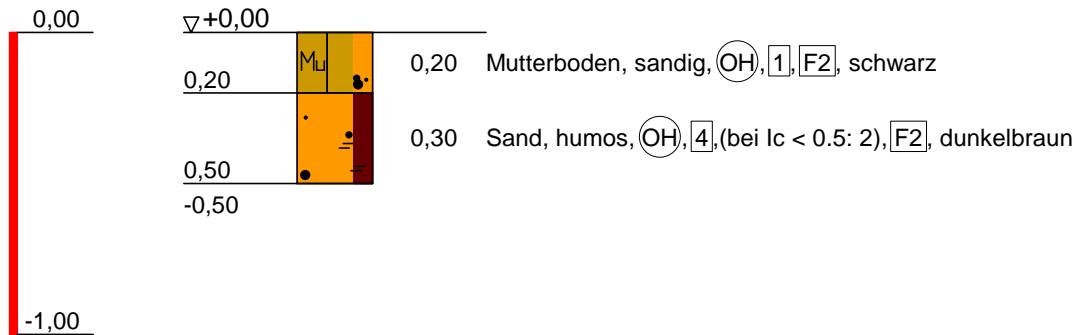 0,00
+0,00
Mu
0,20 Mutterboden, sandig, OH, 1, F2, schwarz
0,20
0,30 Sand, humos, OH, 4,(bei Ic < 0.5: 2), F2, dunkelbraun
0,50
-0,50
-1,00